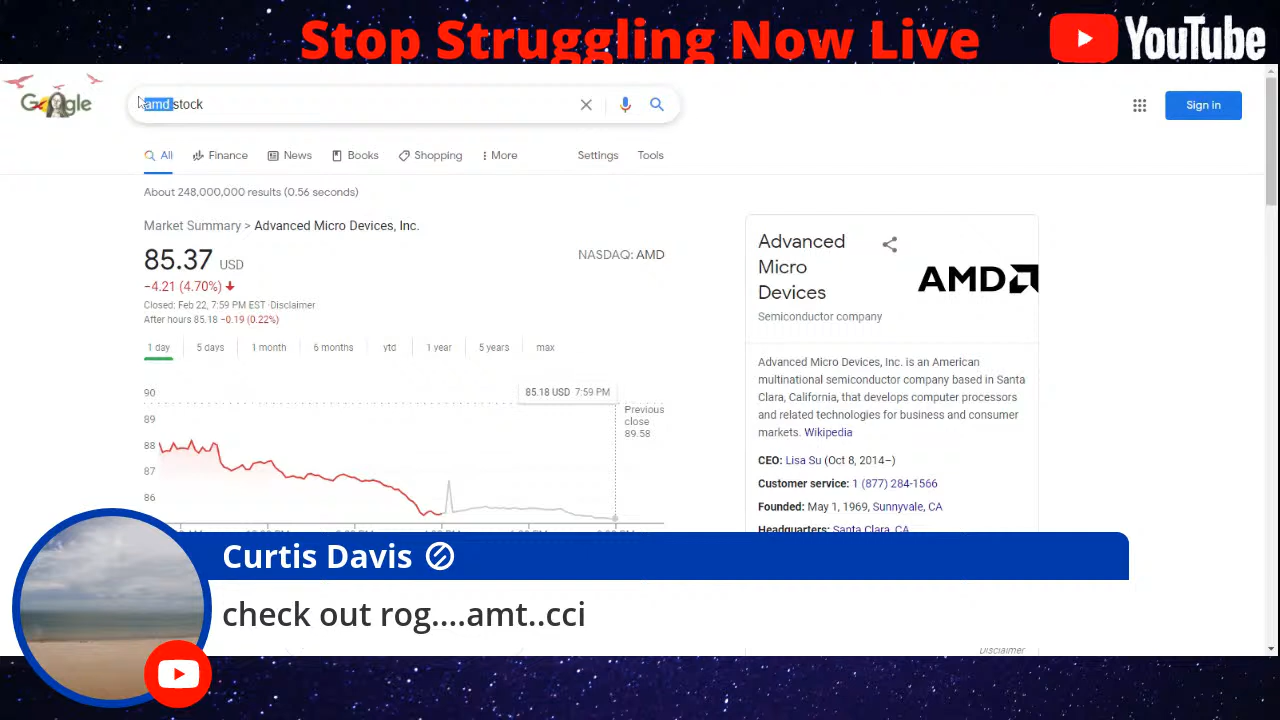 Stop Struggling Now Live
YouTube
Google
amd stock
Sign in
All
Finance
News
Books
Shopping
More
Settings
Tools
About 248,000,000 results (0.56 seconds)
Market Summary > Advanced Micro Devices, Inc.
85.37 USD
NASDAQ: AMD
−4.21 (4.70%)
Closed: Feb 22, 7:59 PM EST · Disclaimer
After hours 85.18 −0.19 (0.22%)
1 day
5 days
1 month
6 months
ytd
1 year
5 years
max
90
89
88
87
86
85.18 USD 7:59 PM
Previous
close
89.58
Advanced
Micro
Devices
AMD
Semiconductor company
Advanced Micro Devices, Inc. is an American
multinational semiconductor company based in Santa
Clara, California, that develops computer processors
and related technologies for business and consumer
markets. Wikipedia
CEO: Lisa Su (Oct 8, 2014–)
Customer service: 1 (877) 284-1566
Founded: May 1, 1969, Sunnyvale, CA
Headquarters: Santa Clara, CA
Curtis Davis
check out rog....amt..cci
Disclaimer